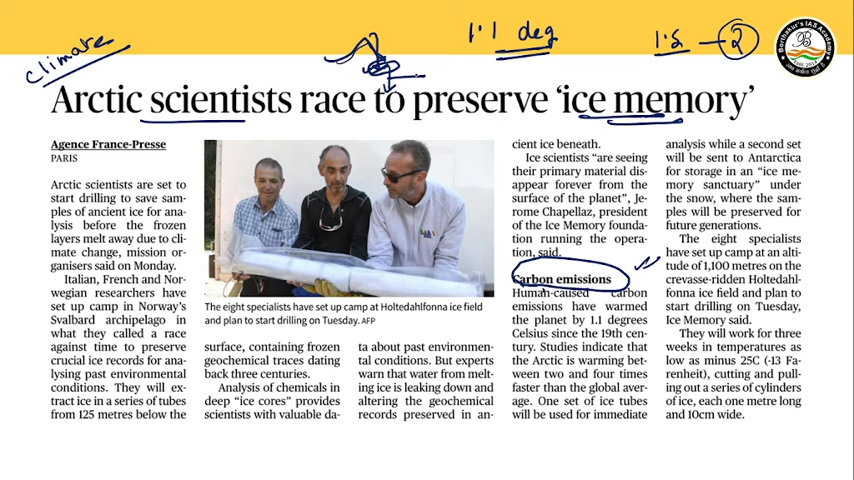 climate
1.1 deg
1.5 – 2
Borthakur's IAS Academy
B
Arctic scientists race to preserve ‘ice memory’
Agence France-Presse
PARIS
Arctic scientists are set to
start drilling to save sam-
ples of ancient ice for ana-
lysis before the frozen
layers melt away due to cli-
mate change, mission or-
ganisers said on Monday.
Italian, French and Nor-
wegian researchers have
set up camp in Norway’s
Svalbard archipelago in
what they called a race
against time to preserve
crucial ice records for ana-
lysing past environmental
conditions. They will ex-
tract ice in a series of tubes
from 125 metres below the
The eight specialists have set up camp at Holtedahlfonna ice field
and plan to start drilling on Tuesday. AFP
surface, containing frozen
geochemical traces dating
back three centuries.
Analysis of chemicals in
deep “ice cores” provides
scientists with valuable da-
ta about past environmen-
tal conditions. But experts
warn that water from melt-
ing ice is leaking down and
altering the geochemical
records preserved in an-
cient ice beneath.
Ice scientists “are seeing
their primary material dis-
appear forever from the
surface of the planet”, Je-
rome Chapellaz, president
of the Ice Memory founda-
tion running the opera-
tion, said.
Carbon emissions
Human-caused carbon
emissions have warmed
the planet by 1.1 degrees
Celsius since the 19th cen-
tury. Studies indicate that
the Arctic is warming bet-
ween two and four times
faster than the global aver-
age. One set of ice tubes
will be used for immediate
analysis while a second set
will be sent to Antarctica
for storage in an “ice me-
mory sanctuary” under
the snow, where the sam-
ples will be preserved for
future generations.
The eight specialists
have set up camp at an alti-
tude of 1,100 metres on the
crevasse-ridden Holtedahl-
fonna ice field and plan to
start drilling on Tuesday,
Ice Memory said.
They will work for three
weeks in temperatures as
low as minus 25C (-13 Fa-
renheit), cutting and pull-
ing out a series of cylinders
of ice, each one metre long
and 10cm wide.